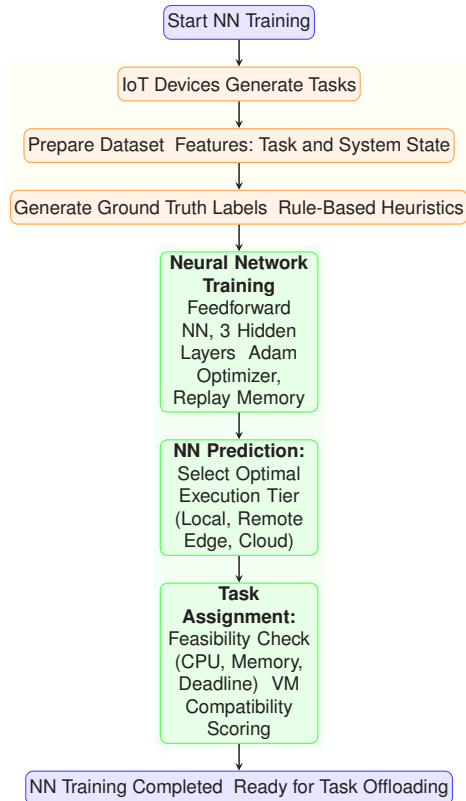 Start NN Training
IoT Devices Generate Tasks
Prepare Dataset Features: Task and System State
Generate Ground Truth Labels Rule-Based Heuristics
Neural Network
Training
Feedforward
NN, 3 Hidden
Layers Adam
Optimizer,
Replay Memory
NN Prediction:
Select Optimal
Execution Tier
(Local, Remote
Edge, Cloud)
Task
Assignment:
Feasibility Check
(CPU, Memory,
Deadline) VM
Compatibility
Scoring
NN Training Completed Ready for Task Offloading